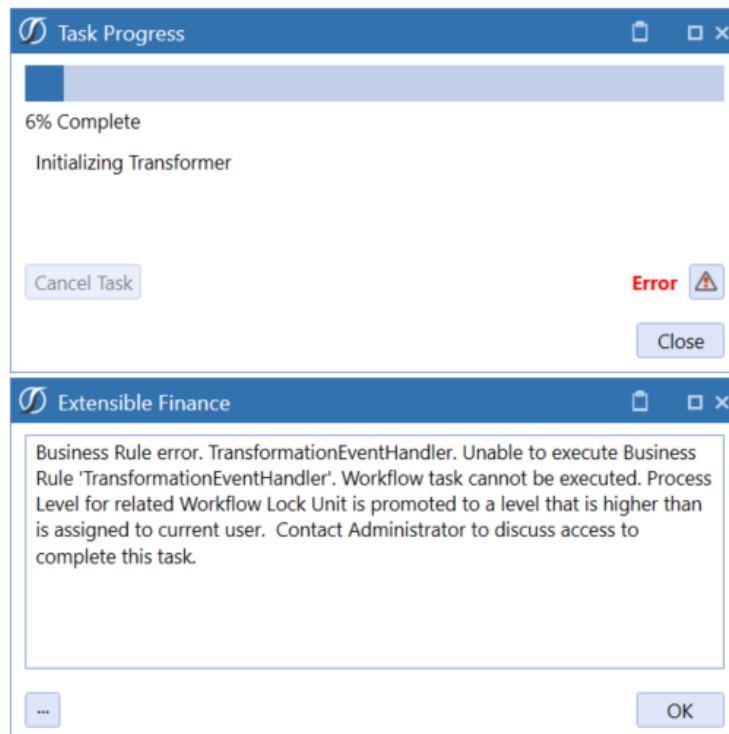 Task Progress
6% Complete
Initializing Transformer
Cancel Task
Error
Close
Extensible Finance
Business Rule error. TransformationEventHandler. Unable to execute Business
Rule 'TransformationEventHandler'. Workflow task cannot be executed. Process
Level for related Workflow Lock Unit is promoted to a level that is higher than
is assigned to current user.  Contact Administrator to discuss access to
complete this task.
...
OK